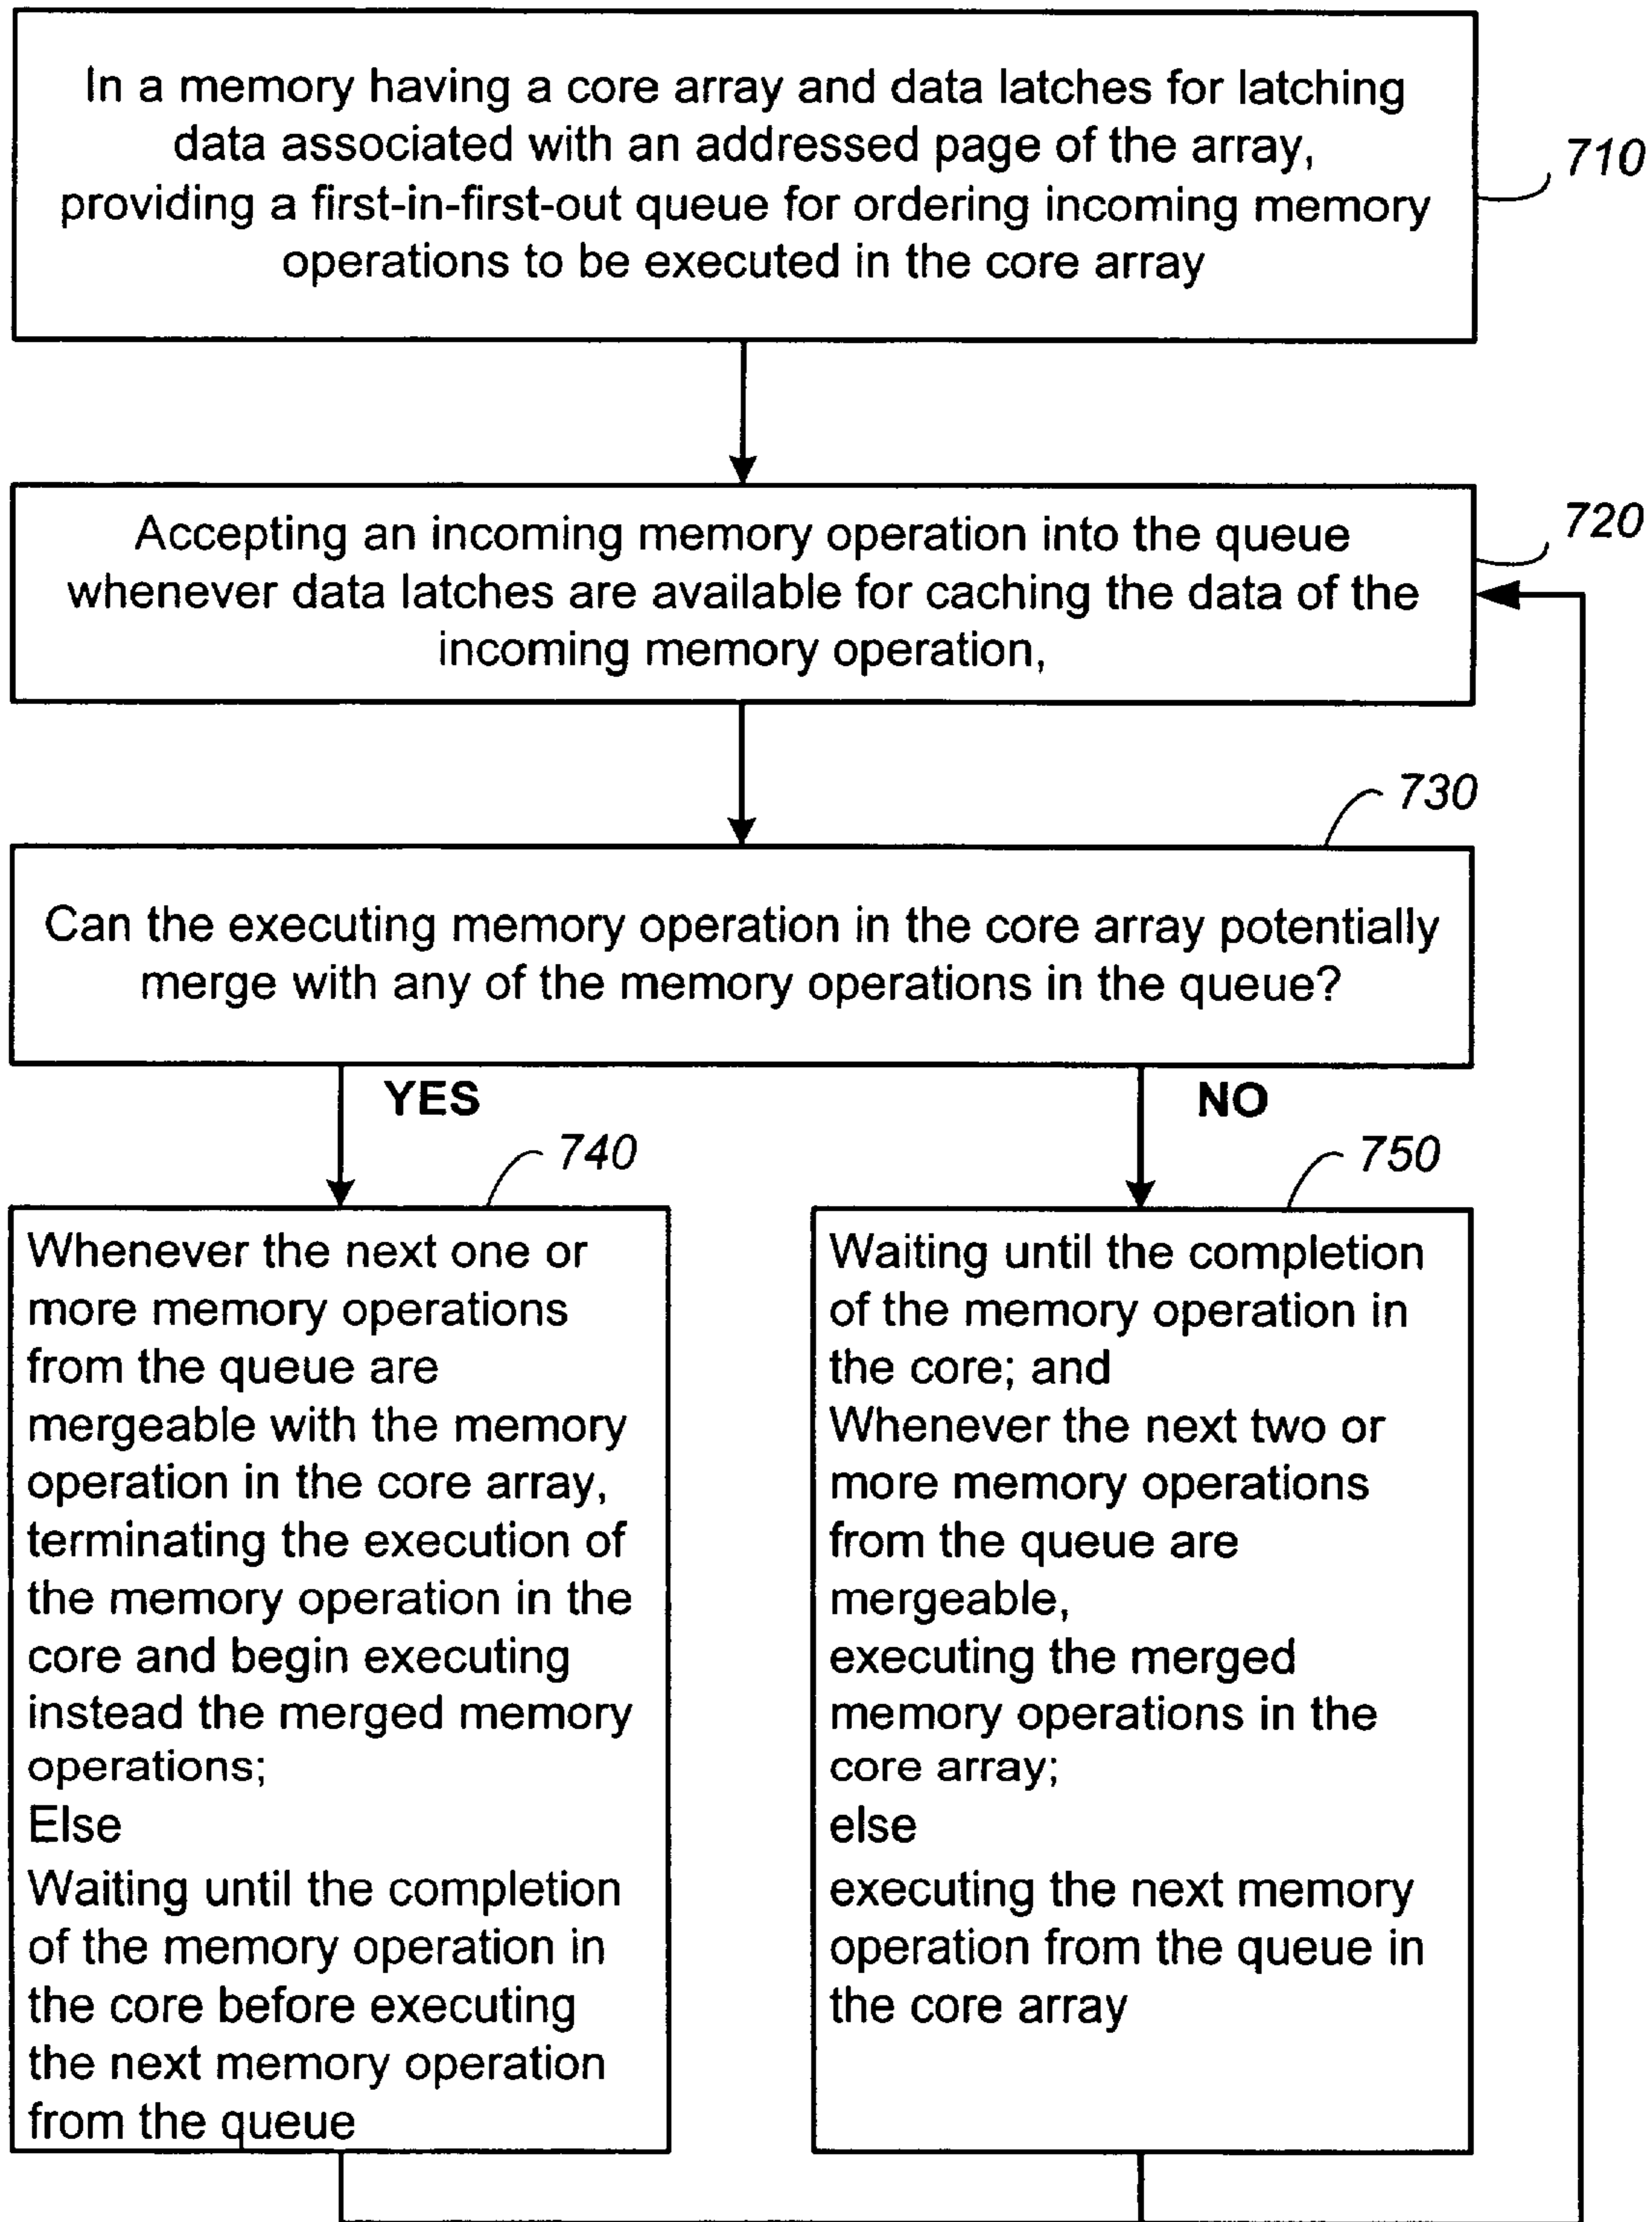 In a memory having a core array and data latches for latching
data associated with an addressed page of the array,
providing a first-in-first-out queue for ordering incoming memory
operations to be executed in the core array
710
Accepting an incoming memory operation into the queue
whenever data latches are available for caching the data of the
incoming memory operation,
720
730
Can the executing memory operation in the core array potentially
merge with any of the memory operations in the queue?
YES
NO
740
Whenever the next one or
more memory operations
from the queue are
mergeable with the memory
operation in the core array,
terminating the execution of
the memory operation in the
core and begin executing
instead the merged memory
operations;
Else
Waiting until the completion
of the memory operation in
the core before executing
the next memory operation
from the queue
750
Waiting until the completion
of the memory operation in
the core; and
Whenever the next two or
more memory operations
from the queue are
mergeable,
executing the merged
memory operations in the
core array;
else
executing the next memory
operation from the queue in
the core array